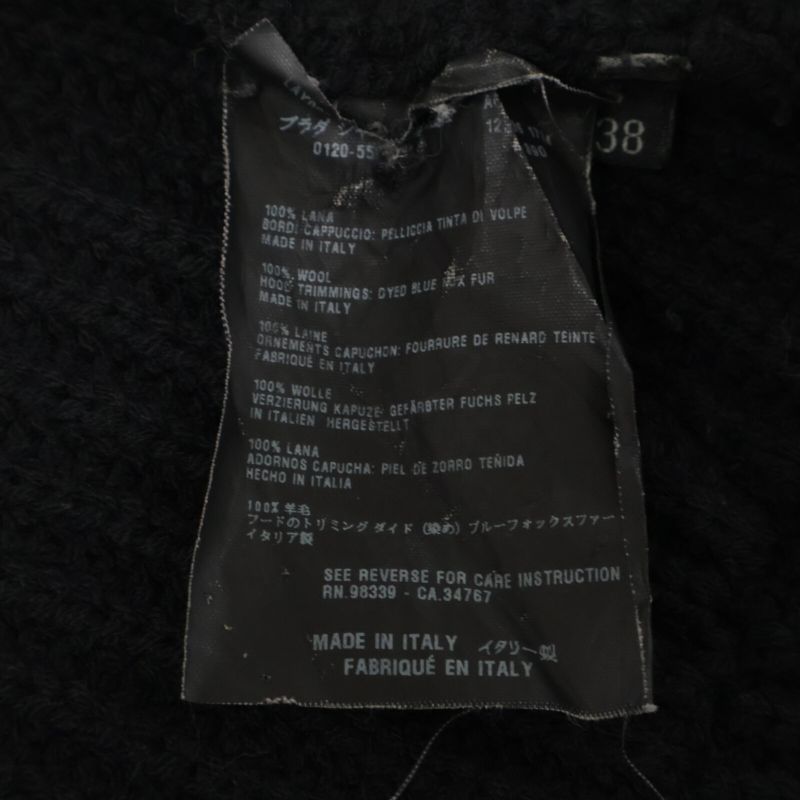 プラダ
38
0120-55
100% LANA
BORDI CAPPUCCIO: PELLICCIA TINTA DI VOLPE
MADE IN ITALY
100% WOOL
HOOD TRIMMINGS: DYED BLUE FOX FUR
MADE IN ITALY
100% LAINE
ORNEMENTS CAPUCHON: FOURRURE DE RENARD TEINTE
FABRIQUÉ EN ITALY
100% WOLLE
VERZIERUNG KAPUZE: GEFÄRBTER FUCHS PELZ
IN ITALIEN HERGESTELLT
100% LANA
ADORNOS CAPUCHA: PIEL DE ZORRO TEÑIDA
HECHO IN ITALIA
100% 羊毛
フードのトリミング ダイド (染め) ブルーフォックスファー
イタリア製
SEE REVERSE FOR CARE INSTRUCTION
RN.98339 - CA.34767
MADE IN ITALY イタリー製
FABRIQUÉ EN ITALY